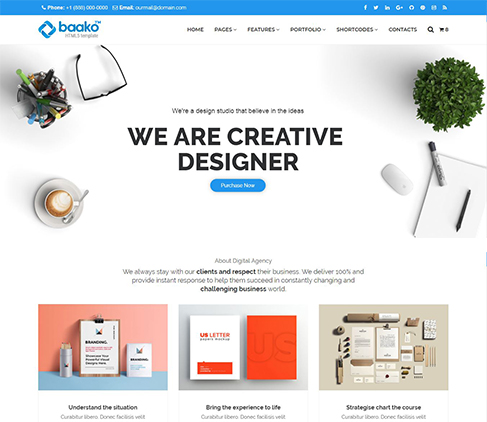 Phone: +1 (888) 000-0000 Email: ourmail@domain.com
baako™
HTML5 template
HOME PAGES FEATURES PORTFOLIO SHORTCODES CONTACTS 0
We're a design studio that believe in the ideas
WE ARE CREATIVE
DESIGNER
Purchase Now
About Digital Agency
We always stay with our clients and respect their business. We deliver 100% and
provide instant response to help them succeed in constantly changing and
challenging business world.
BRANDING.
Showcase Your
Powerful Visual
Designs Here.
BRANDING.
US LETTER
papers mockup
US
Understand the situation
Bring the experience to life
Strategise chart the course
Curabitur libero. Donec facilisis velit
Curabitur libero. Donec facilisis velit
Curabitur libero. Donec facilisis velit